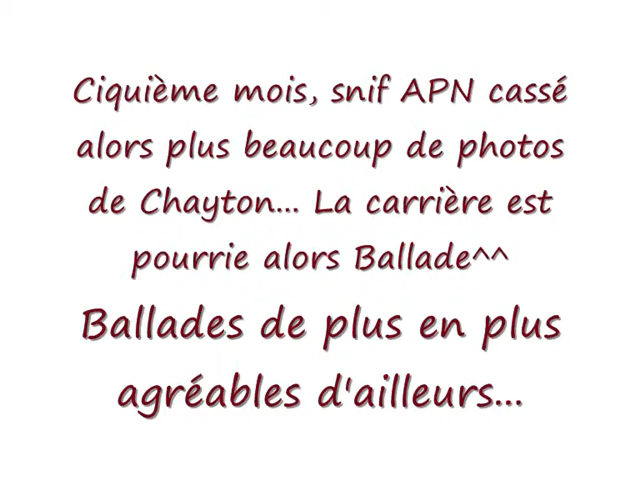 Ciquième mois, snif APN cassé
alors plus beaucoup de photos
de Chayton... La carrière est
pourrie alors Ballade^^
Ballades de plus en plus
agréables d'ailleurs...